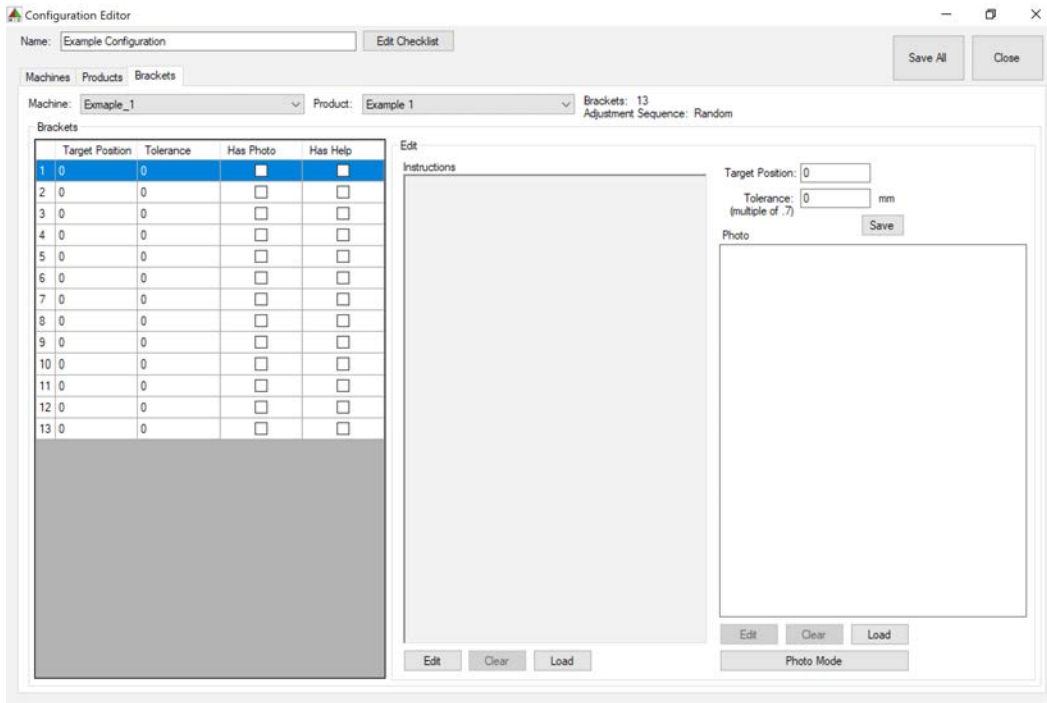 Configuration Editor
Name: Example Configuration Edit Checklist Save All Close
Machines Products Brackets
Machine: Exmaple_1 Product: Example 1 Brackets: 13
Adjustment Sequence: Random
Brackets
Target Position Tolerance Has Photo Has Help
1 0 0
2 0 0
3 0 0
4 0 0
5 0 0
6 0 0
7 0 0
8 0 0
9 0 0
10 0 0
11 0 0
12 0 0
13 0 0
Edit
Instructions
Edit Clear Load
Target Position: 0
Tolerance: 0 mm
(multiple of .7)
Save
Photo
Edit Clear Load
Photo Mode